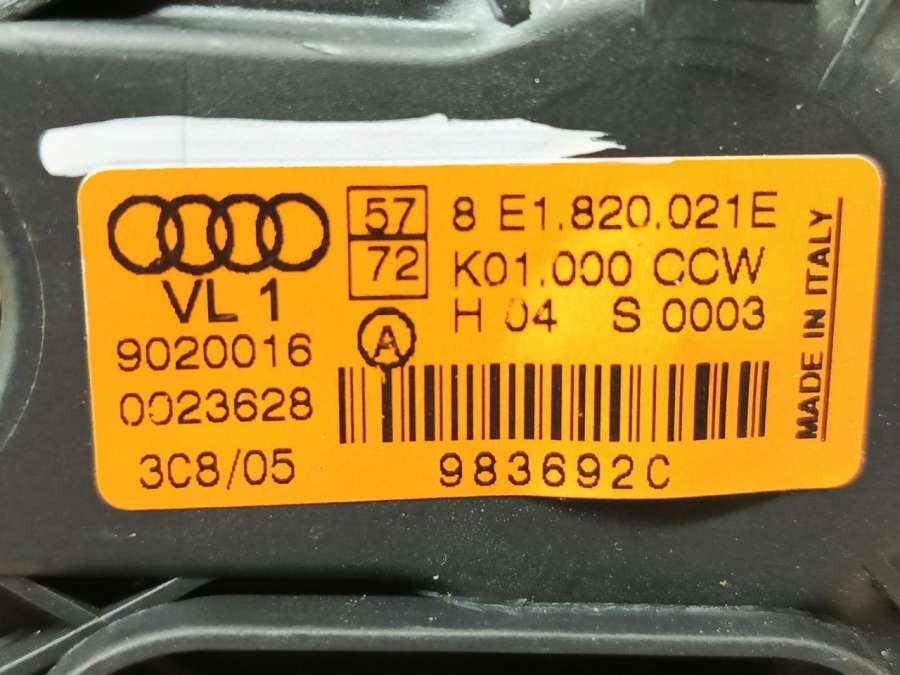 VL 1
9020016
0023628
3C8/05
57
72
A
8 E1.820.021E
K01.000 CCW
H 04 S 0003
983692C
MADE IN ITALY